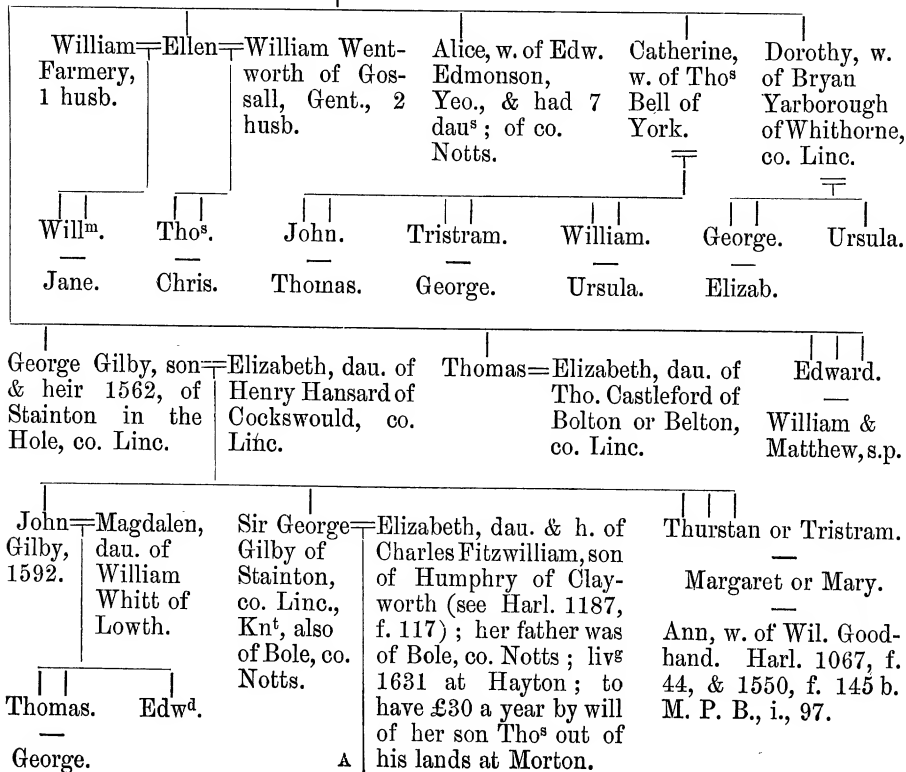 William=Ellen=William Went-
Farmery,
1 husb.
worth of Gos-
sall, Gent., 2
husb.
Alice, w. of Edw.
Edmonson,
Yeo., & had 7
dauˢ; of co.
Notts.
Catherine,
w. of Thoˢ
Bell of
York.
Dorothy, w.
of Bryan
Yarborough
of Whithorne,
co. Linc.
Willᵐ.
—
Jane.
Thoˢ.
—
Chris.
John.
—
Thomas.
Tristram.
—
George.
William.
—
Ursula.
George.
—
Elizab.
Ursula.
George Gilby, son
& heir 1562, of
Stainton in the
Hole, co. Linc.
=Elizabeth, dau. of
Henry Hansard of
Cockswould, co.
Linc.
Thomas=Elizabeth, dau. of
Tho. Castleford of
Bolton or Belton,
co. Linc.
Edward.
—
William &
Matthew, s.p.
John
Gilby,
1592.
=Magdalen,
dau. of
William
Whitt of
Lowth.
Sir George
Gilby of
Stainton,
co. Linc.,
Knᵗ, also
of Bole, co.
Notts.
=Elizabeth, dau. & h. of
Charles Fitzwilliam, son
of Humphry of Clay-
worth (see Harl. 1187,
f. 117); her father was
of Bole, co. Notts; livᵍ
1631 at Hayton; to
have £30 a year by will
of her son Thoˢ out of
his lands at Morton.
Thurstan or Tristram.
—
Margaret or Mary.
—
Ann, w. of Wil. Good-
hand. Harl. 1067, f.
44, & 1550, f. 145 b.
M. P. B., i., 97.
Thomas.
—
George.
Edwᵈ.
A